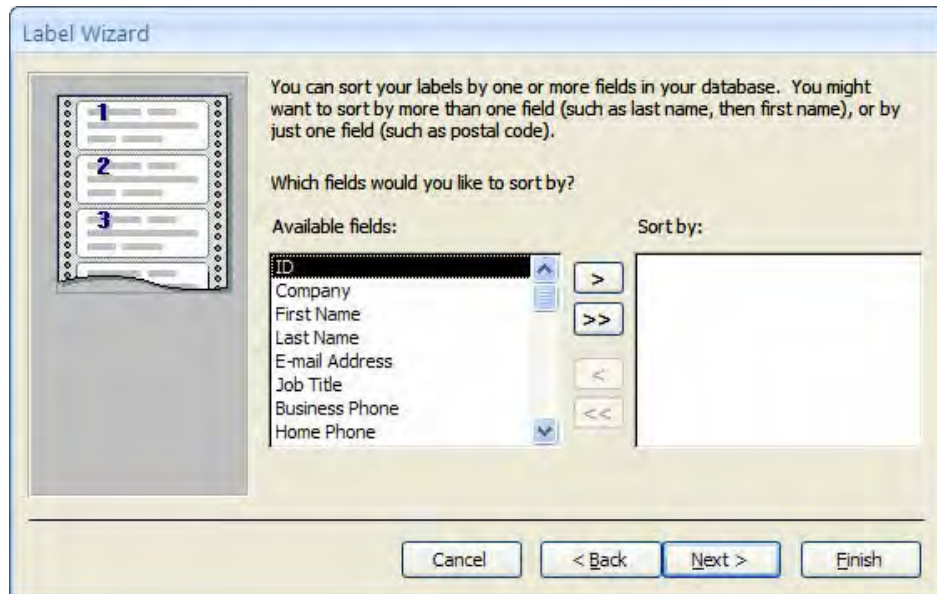 Label Wizard
1
2
3
You can sort your labels by one or more fields in your database. You might
want to sort by more than one field (such as last name, then first name), or by
just one field (such as postal code).
Which fields would you like to sort by?
Available fields:
ID
Company
First Name
Last Name
E-mail Address
Job Title
Business Phone
Home Phone
>
>>
<
<<
Sort by:
Cancel
< Back
Next >
Finish